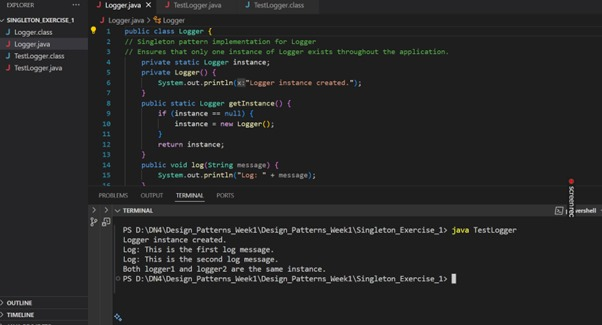 EXPLORER
SINGLETON_EXERCISE_1
Logger.class
Logger.java
TestLogger.class
TestLogger.java
OUTLINE
TIMELINE
Logger.java
TestLogger.java
TestLogger.class
Logger.java > Logger
1 public class Logger {
2 // Singleton pattern implementation for Logger
3 // Ensures that only one instance of Logger exists throughout the application.
4 private static Logger instance;
5 private Logger() {
6 System.out.println(x:"Logger instance created.");
7 }
8 public static Logger getInstance() {
9 if (instance == null) {
10 instance = new Logger();
11 }
12 return instance;
13 }
14 public void log(String message) {
15 System.out.println("Log: " + message);
PROBLEMS OUTPUT TERMINAL PORTS
TERMINAL
PS D:\DN4\Design_Patterns_Week1\Design_Patterns_Week1\Singleton_Exercise_1> java TestLogger
Logger instance created.
Log: This is the first log message.
Log: This is the second log message.
Both logger1 and logger2 are the same instance.
PS D:\DN4\Design_Patterns_Week1\Design_Patterns_Week1\Singleton_Exercise_1>
screenrec